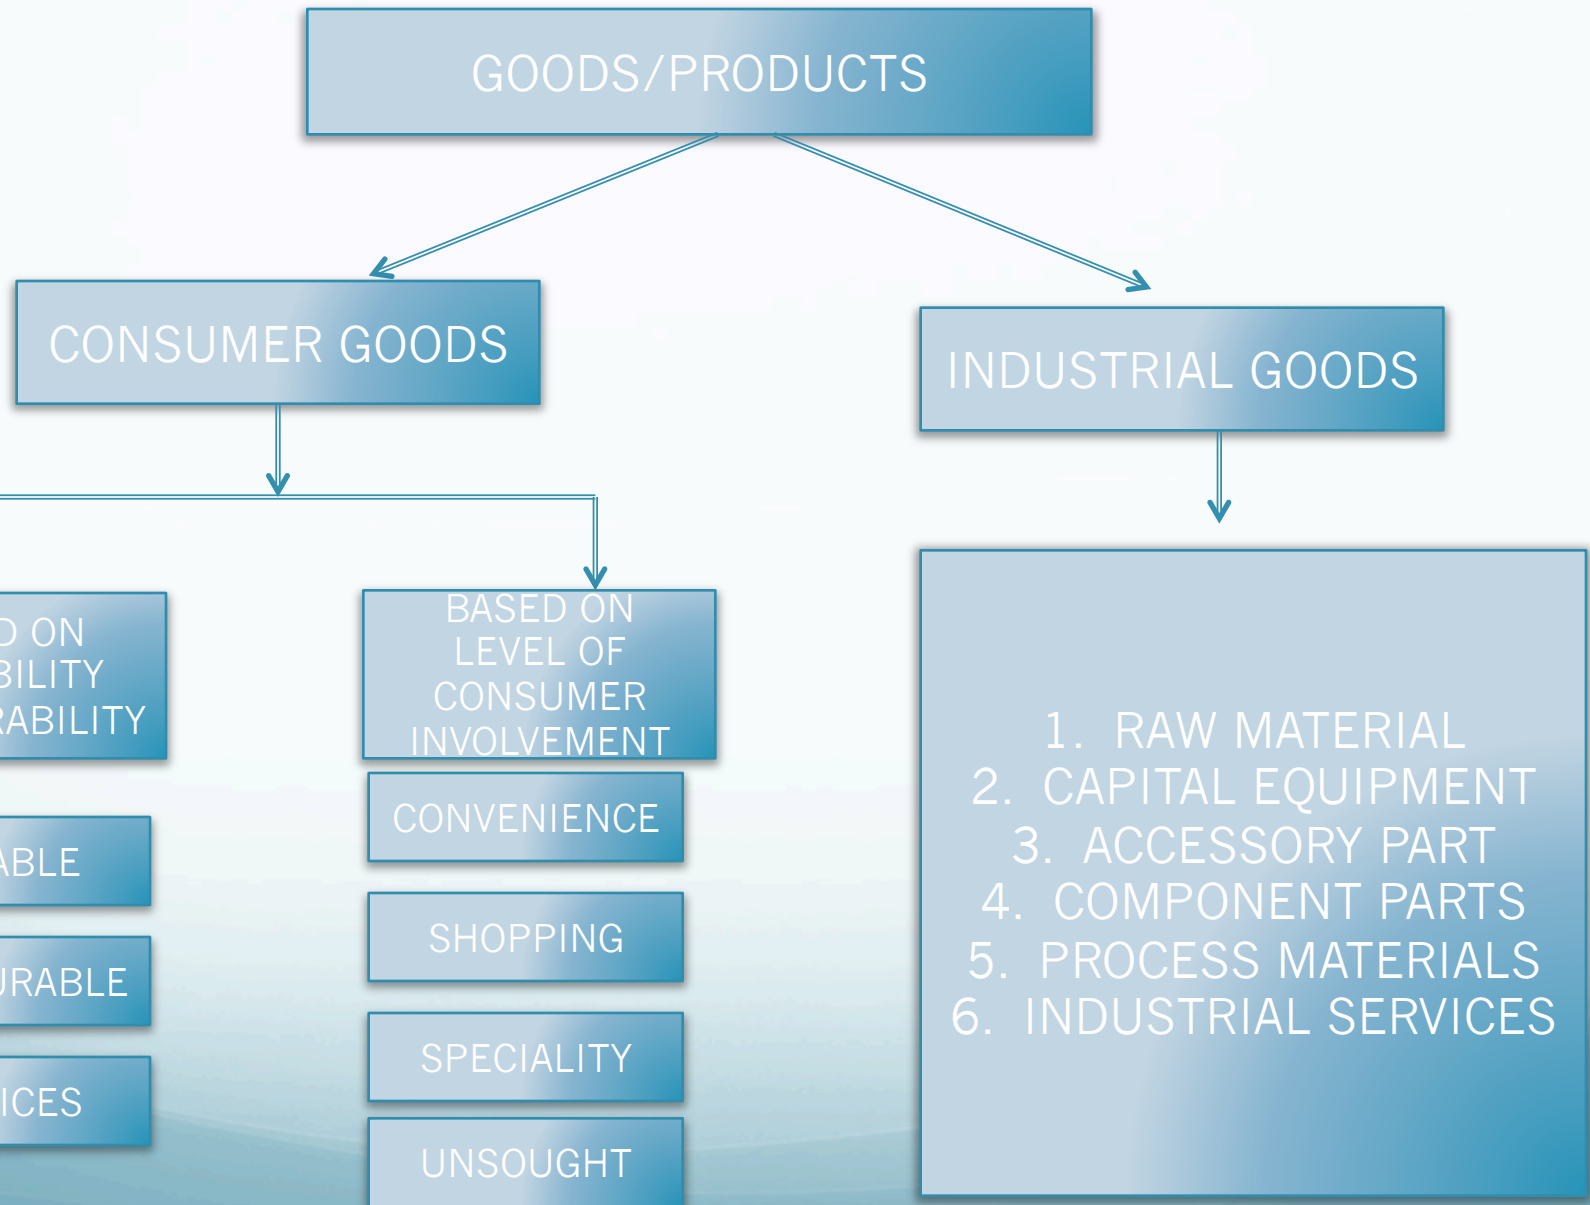 GOODS/PRODUCTS
CONSUMER GOODS
INDUSTRIAL GOODS
D ON
BILITY
RABILITY
ABLE
URABLE
ICES
BASED ON
LEVEL OF
CONSUMER
INVOLVEMENT
CONVENIENCE
SHOPPING
SPECIALITY
UNSOUGHT
1. RAW MATERIAL
2. CAPITAL EQUIPMENT
3. ACCESSORY PART
4. COMPONENT PARTS
5. PROCESS MATERIALS
6. INDUSTRIAL SERVICES